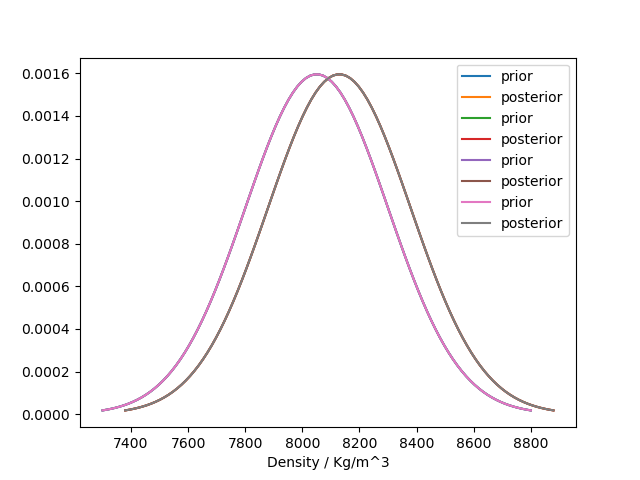 0.0016
0.0014
0.0012
0.0010
0.0008
0.0006
0.0004
0.0002
0.0000
prior
posterior
prior
posterior
prior
posterior
prior
posterior
7400 7600 7800 8000 8200 8400 8600 8800
Density / Kg/m^3